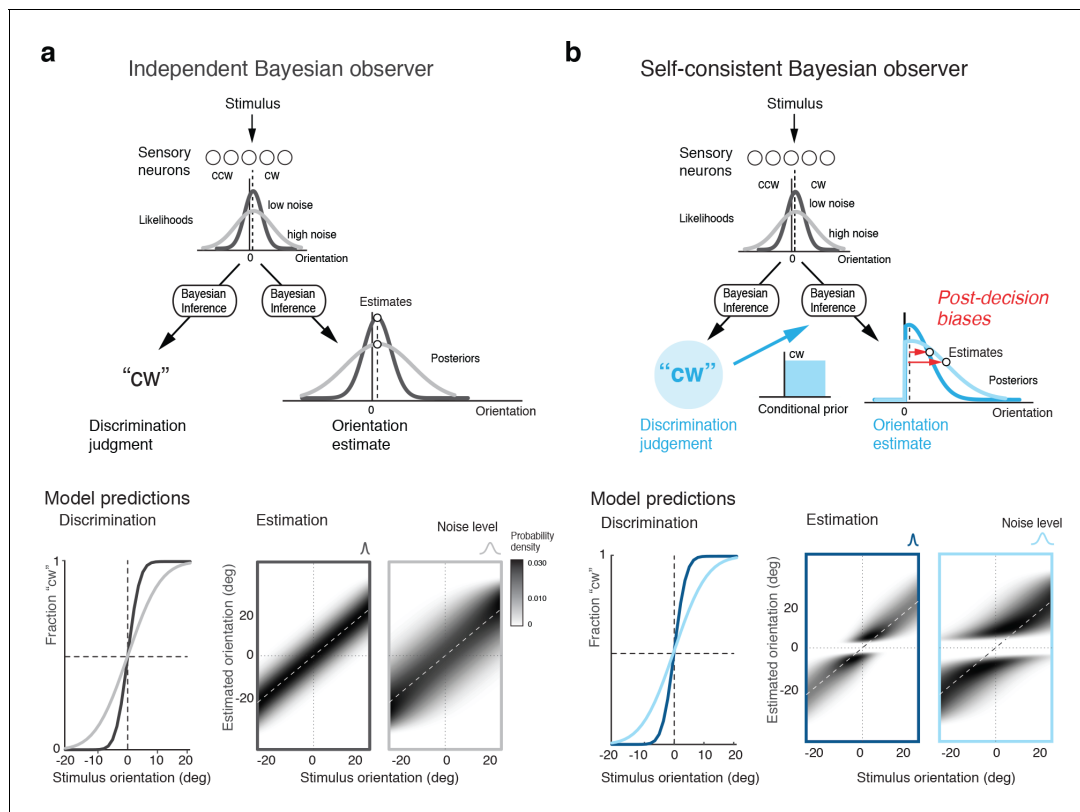 a
Independent Bayesian observer
Stimulus
Sensory
neurons
ccw
cw
low noise
Likelihoods
high noise
0
Orientation
Bayesian
Inference
Bayesian
Inference
Estimates
Posteriors
“cw”
0
Orientation
Discrimination
judgment
Orientation
estimate
Model predictions
Discrimination
Estimation
Noise level
Probability
density
0.030
0.010
0
Fraction “cw”
1
0
-20
-10
0
20
Stimulus orientation (deg)
Estimated orientation (deg)
20
0
-20
-20
0
20
-20
0
20
Stimulus orientation (deg)
b
Self-consistent Bayesian observer
Stimulus
Sensory
neurons
ccw
cw
low noise
Likelihoods
high noise
0
Orientation
Bayesian
Inference
Bayesian
Inference
Post-decision
biases
Estimates
Posteriors
“cw”
cw
Conditional prior
0
Orientation
Discrimination
judgement
Orientation
estimate
Model predictions
Discrimination
Estimation
Noise level
Fraction “cw”
1
0
-20
-10
0
20
Stimulus orientation (deg)
Estimated orientation (deg)
20
0
-20
-20
0
20
-20
0
20
Stimulus orientation (deg)